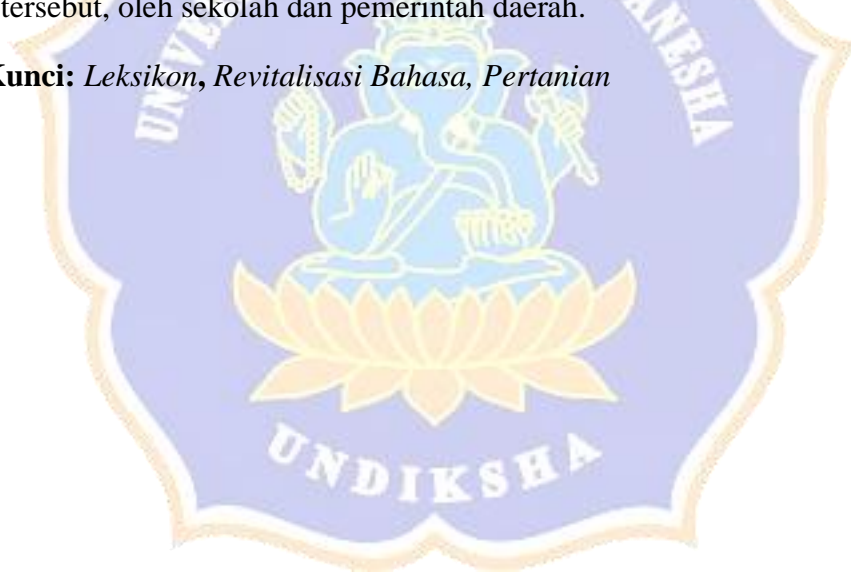 tersebut, oleh sekolah dan pemerintah daerah.
Kunci: Leksikon, Revitalisasi Bahasa, Pertanian
UNDIKSHA